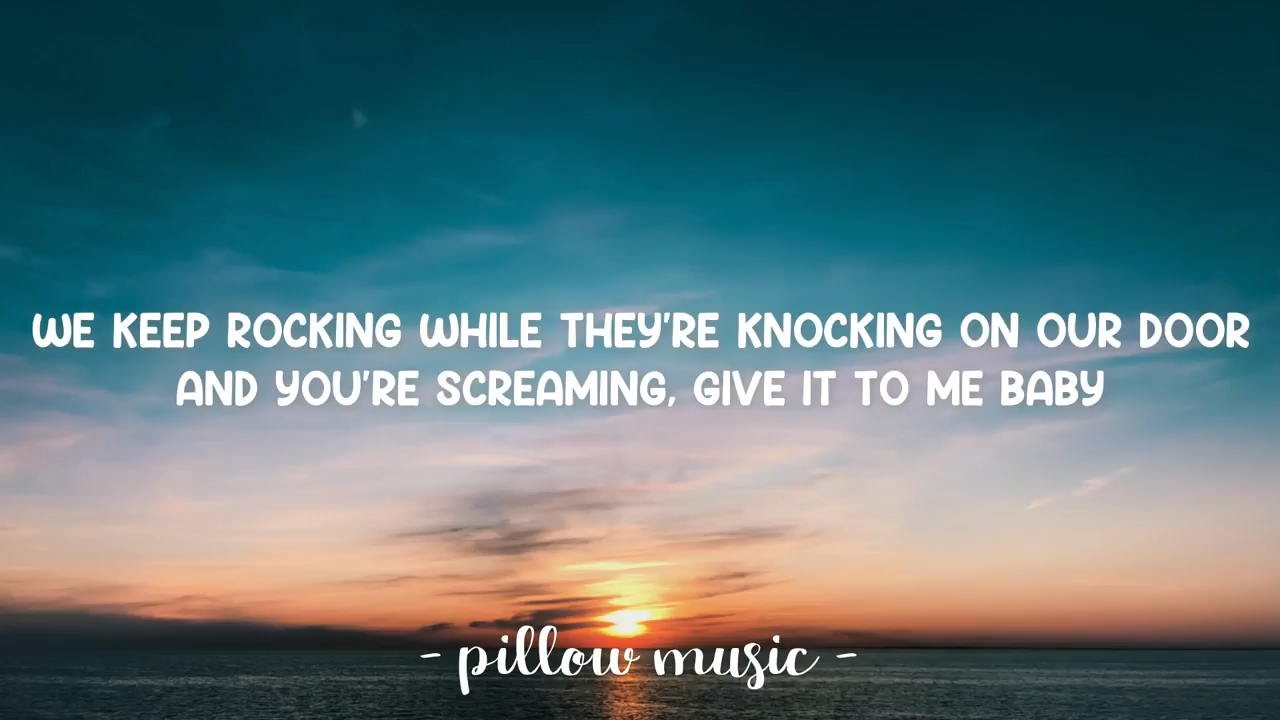 WE KEEP ROCKING WHILE THEY'RE KNOCKING ON OUR DOOR
AND YOU'RE SCREAMING, GIVE IT TO ME BABY
- pillow music -